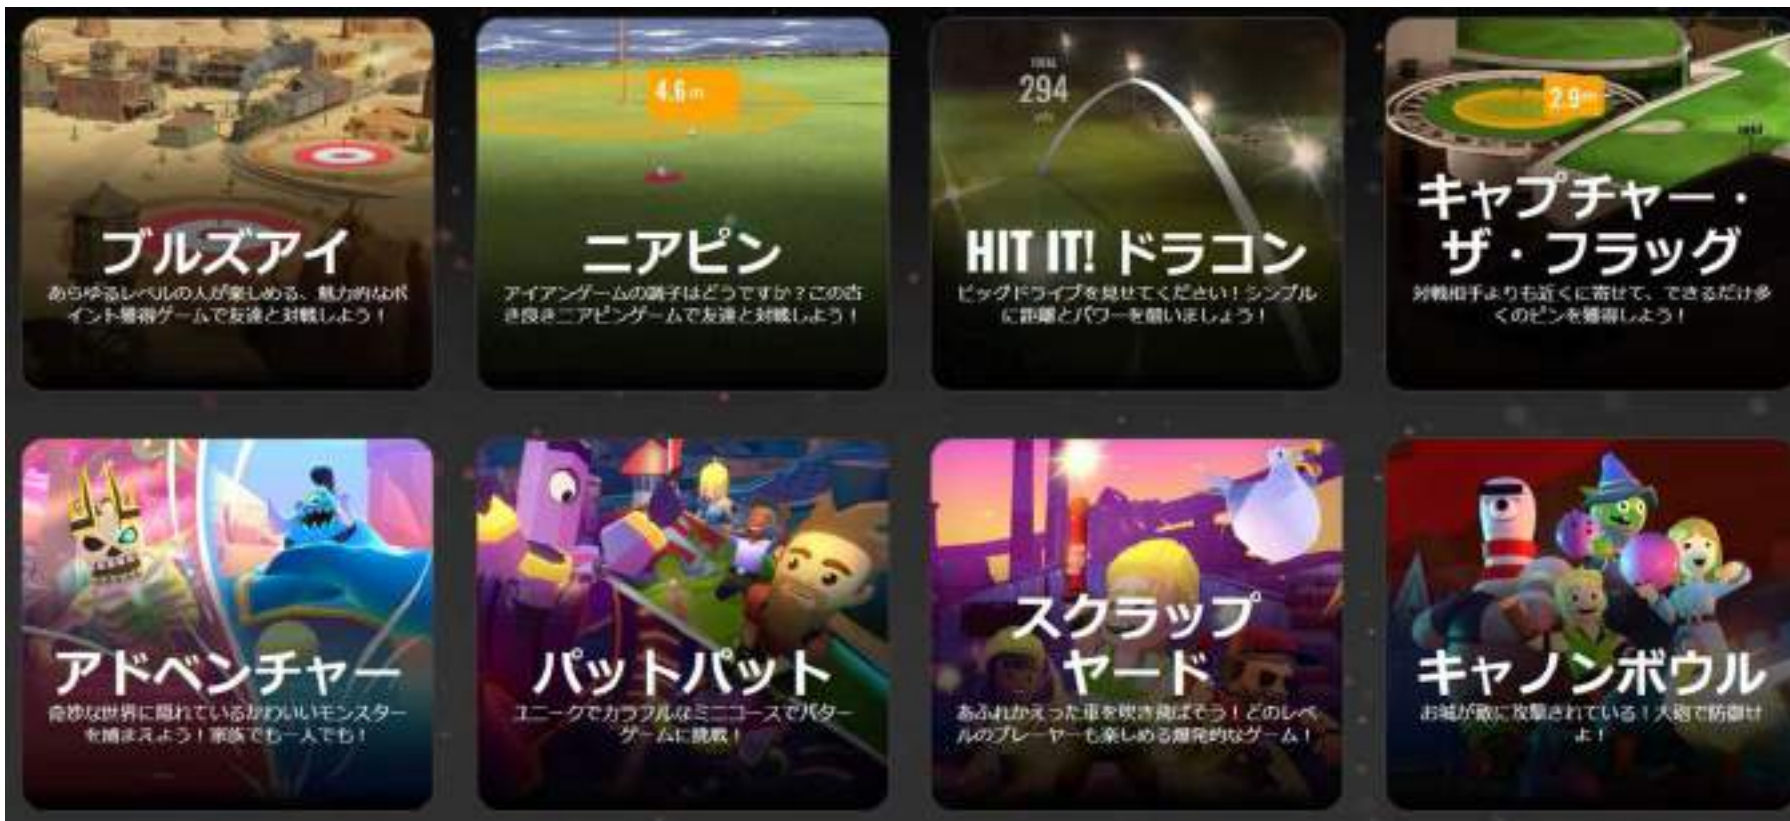 ブルズアイ
あらゆるレベルの人が楽しめる、魅力的なポ
イント獲得ゲームで友達と対戦しよう！
4.6m
ニアピン
アイアンゲームの調子はどうですか？この古
き良きニアピンゲームで友達と対戦しよう！
TOTAL
294
yds
HIT IT! ドラコン
ビッグドライブを見せてください！シンプル
に距離とパワーを競いましょう！
2.9m
キャプチャー・
ザ・フラッグ
対戦相手よりも近くに寄せて、できるだけ多
くのピンを獲得しよう！
アドベンチャー
奇妙な世界に隠れているかわいいモンスター
を捕まえよう！家族でも一人でも！
パットパット
ユニークでカラフルなミニコースでパター
ゲームに挑戦！
スクラップ
ヤード
あふれかえった車を吹き飛ばそう！どのレベ
ルのプレーヤーも楽しめる爆発的なゲーム！
キャノンボウル
お城が敵に攻撃されている！大砲で防御せ
よ！